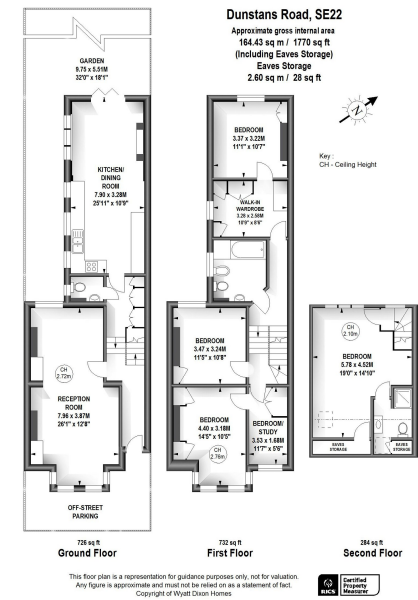 Dunstans Road, SE22
Approximate gross internal area
164.43 sq m / 1770 sq ft
(Including Eaves Storage)
Eaves Storage
2.60 sq m / 28 sq ft
N
Key :
CH - Ceiling Height
GARDEN
9.75 x 5.51M
32'0" x 18'1"
KITCHEN/
DINING
ROOM
7.90 x 3.28M
25'11" x 10'9"
CH
2.72m
RECEPTION
ROOM
7.96 x 3.87M
26'1" x 12'8"
OFF-STREET
PARKING
726 sq ft
Ground Floor
BEDROOM
3.37 x 3.22M
11'1" x 10'7"
WALK-IN
WARDROBE
3.28 x 2.58M
10'9" x 8'6"
BEDROOM
3.47 x 3.24M
11'5" x 10'8"
BEDROOM
4.40 x 3.18M
14'5" x 10'5"
CH
2.76m
BEDROOM/
STUDY
3.53 x 1.68M
11'7" x 5'6"
732 sq ft
First Floor
CH
2.10m
BEDROOM
5.78 x 4.52M
19'0" x 14'10"
EAVES
STORAGE
EAVES
STORAGE
284 sq ft
Second Floor
This floor plan is a representation for guidance purposes only, not for valuation.
Any figure is approximate and must not be relied on as a statement of fact.
Copyright of Wyatt Dixon Homes
RICS
Certified
Property
Measurer